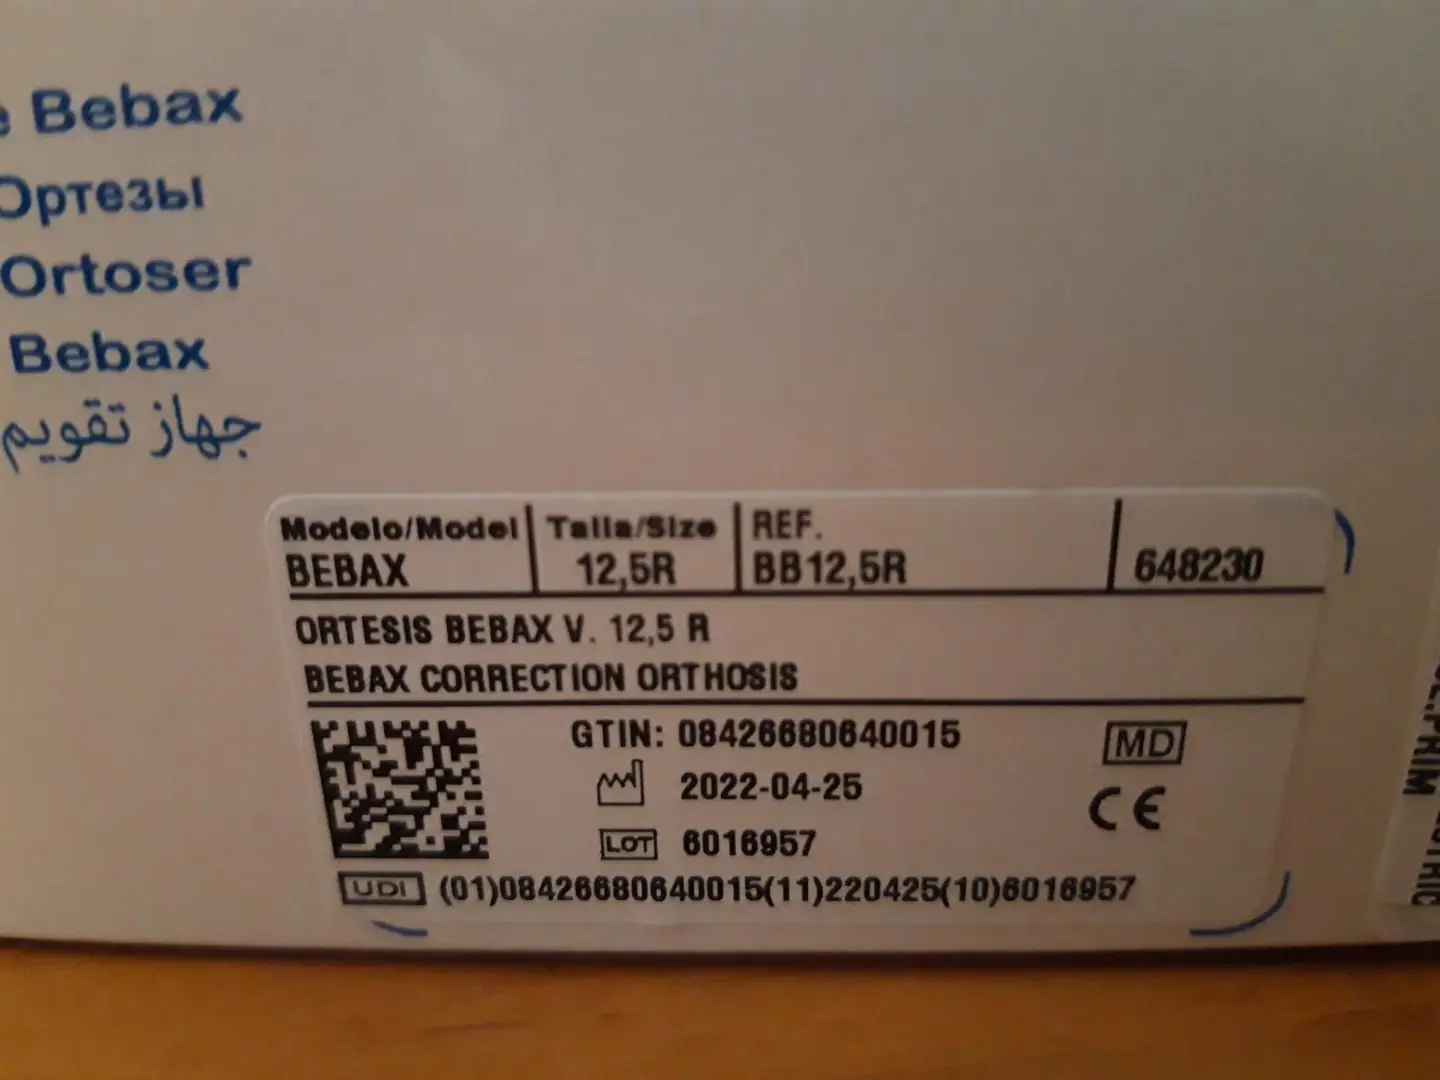 Bebax
Ортезы
Ortoser
Bebax
جهاز تقويم
Modelo/Model Talla/Size REF.
BEBAX 12,5R BB12,5R 648230
ORTESIS BEBAX V. 12,5 R
BEBAX CORRECTION ORTHOSIS
GTIN: 08426680640015 MD
2022-04-25 CE
LOT 6016957
UDI (01)08426680640015(11)220425(10)6016957